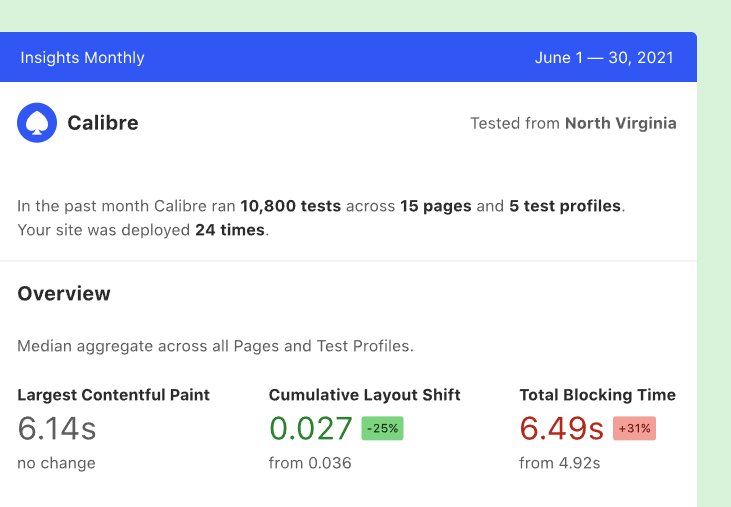 Insights Monthly June 1 — 30, 2021
Calibre Tested from North Virginia
In the past month Calibre ran 10,800 tests across 15 pages and 5 test profiles.
Your site was deployed 24 times.
Overview
Median aggregate across all Pages and Test Profiles.
Largest Contentful Paint Cumulative Layout Shift Total Blocking Time
6.14s 0.027 -25% 6.49s +31%
no change from 0.036 from 4.92s